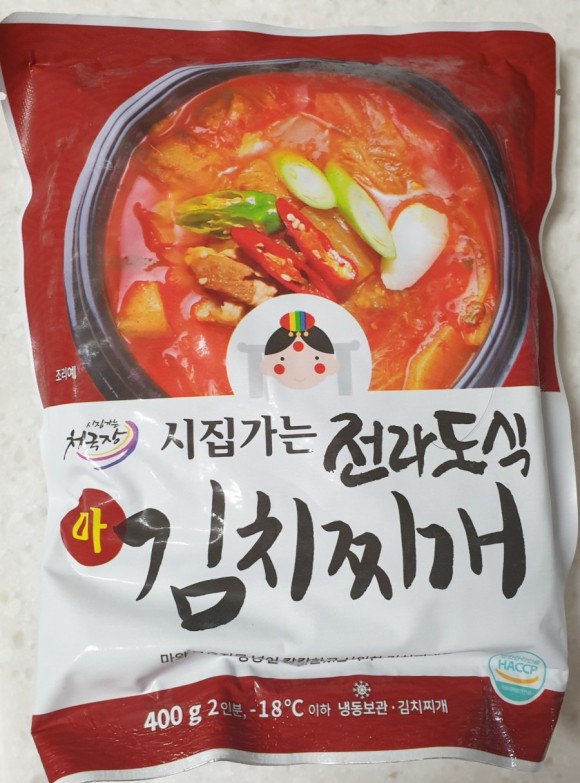 조리예
시집가는
청국장
시집가는 전라도식
마 김치찌개
HACCP
400 g 2인분, -18℃ 이하 냉동보관·김치찌개